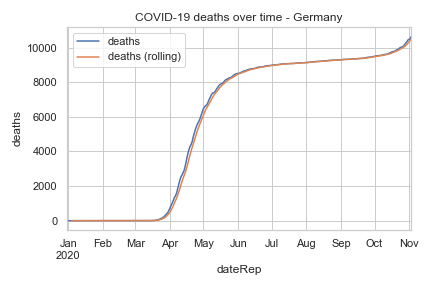 COVID-19 deaths over time - Germany
deaths
deaths (rolling)
10000
8000
6000
4000
2000
0
deaths
Jan Feb Mar Apr May Jun Jul Aug Sep Oct Nov
2020
dateRep